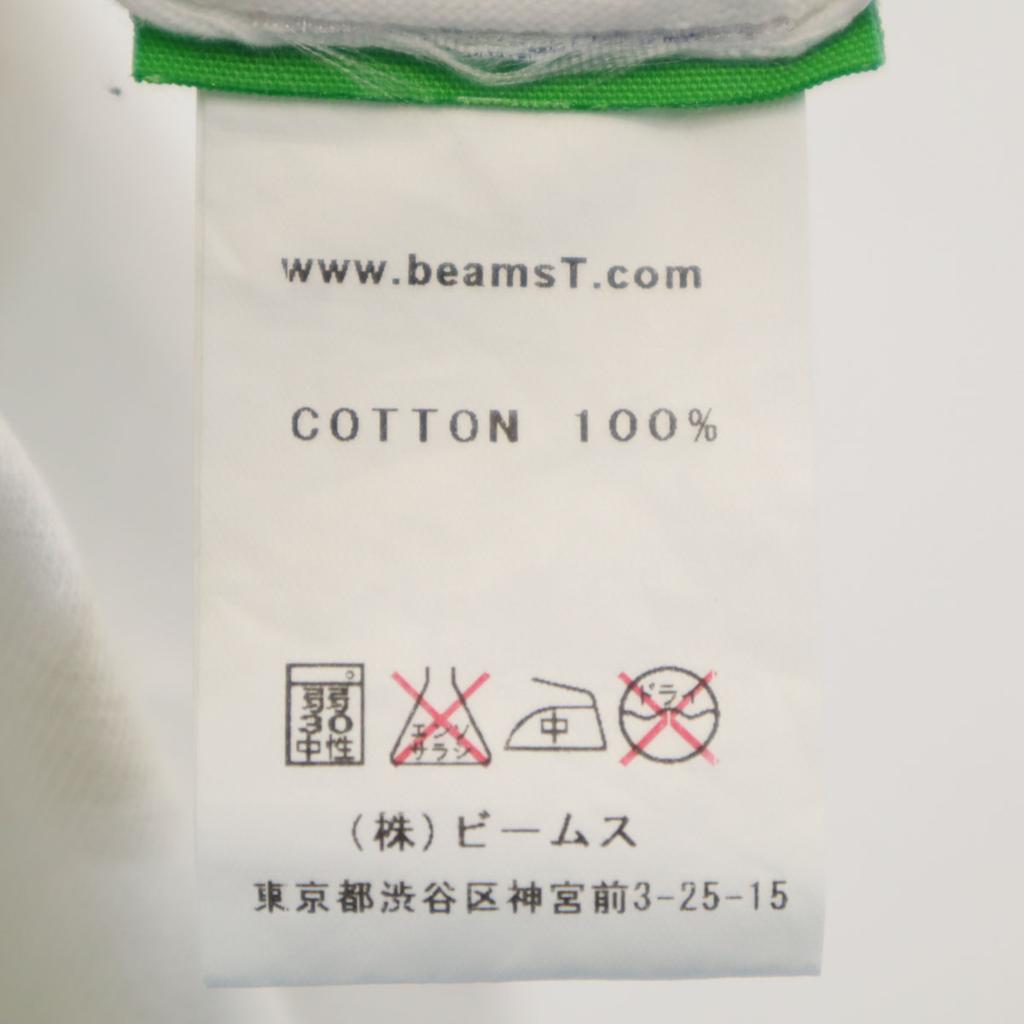 www.beamsT.com
COTTON 100%
弱 30 中性
エンソ サラシ
中
ドライ
(株)ビームス
東京都渋谷区神宮前3-25-15